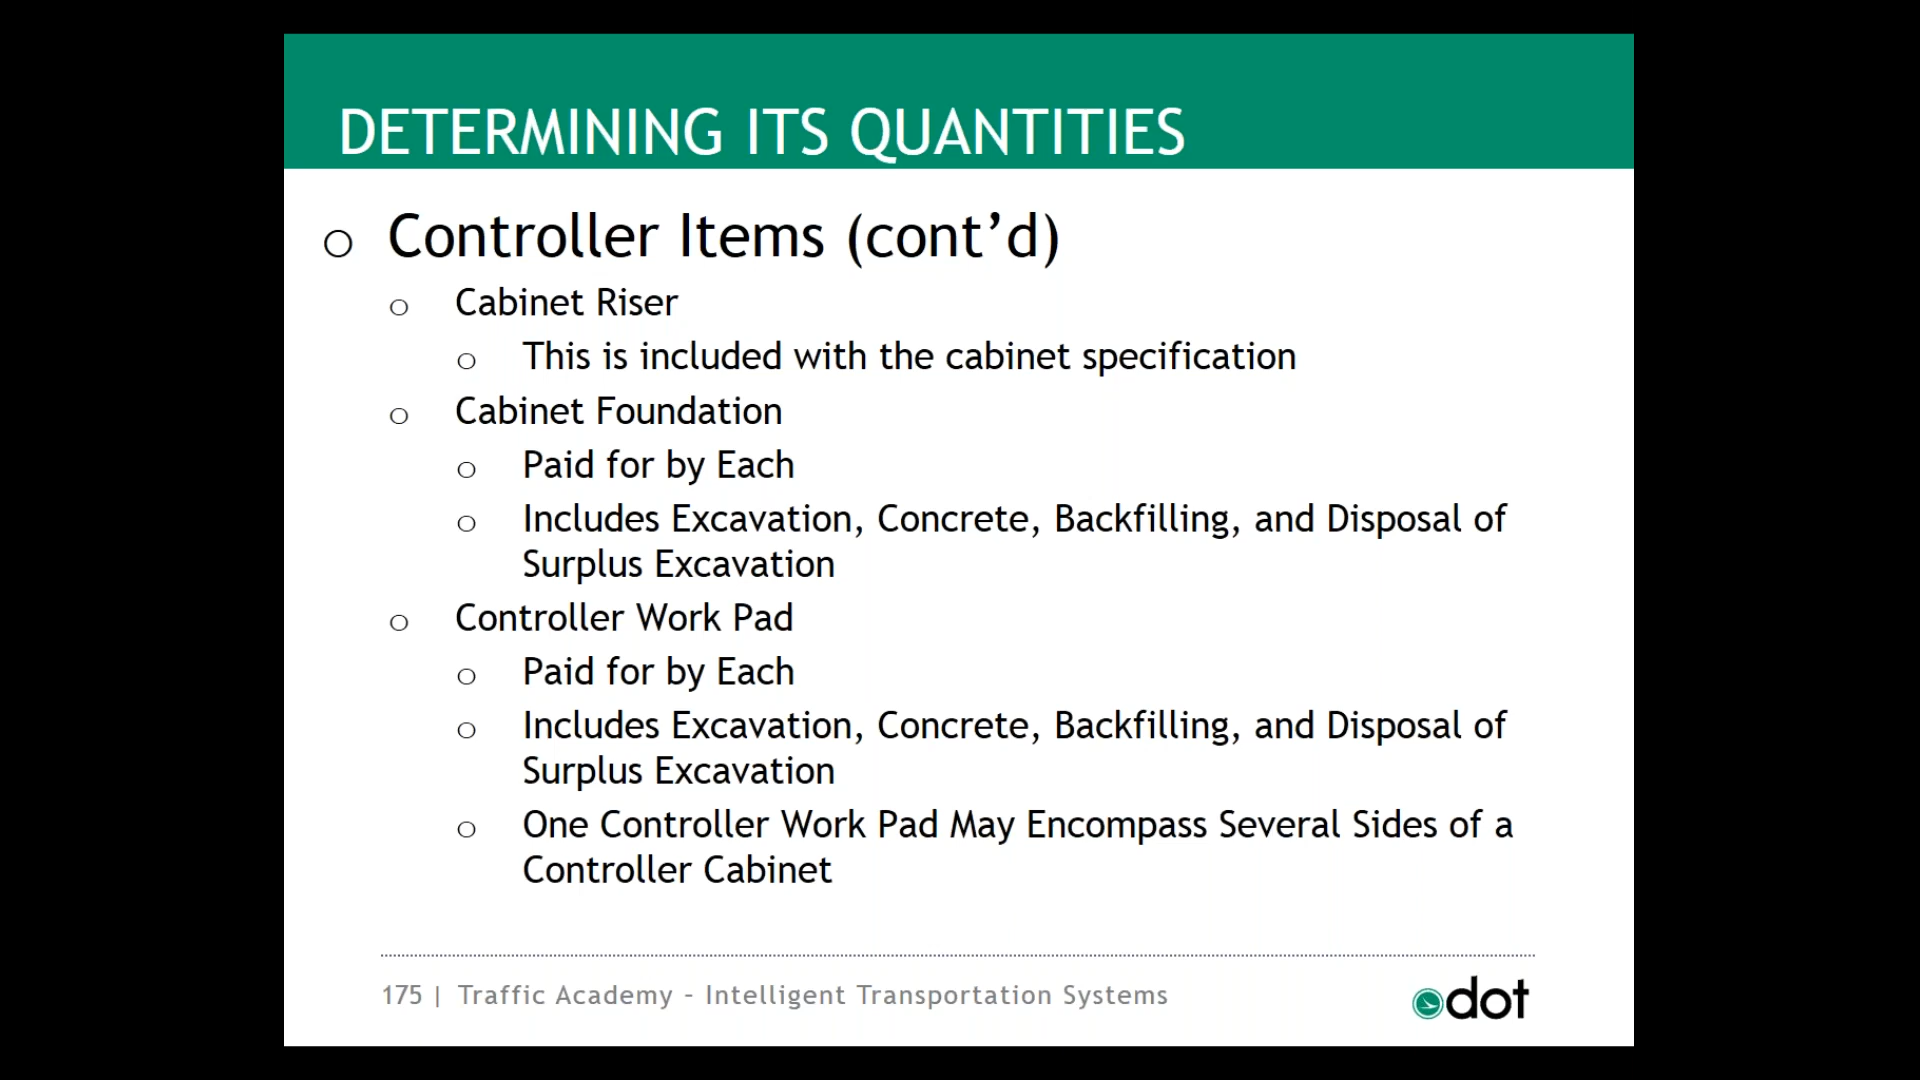 DETERMINING ITS QUANTITIES
Controller Items (cont’d)
Cabinet Riser
This is included with the cabinet specification
Cabinet Foundation
Paid for by Each
Includes Excavation, Concrete, Backfilling, and Disposal of
Surplus Excavation
Controller Work Pad
Paid for by Each
Includes Excavation, Concrete, Backfilling, and Disposal of
Surplus Excavation
One Controller Work Pad May Encompass Several Sides of a
Controller Cabinet
175 | Traffic Academy - Intelligent Transportation Systems
odot